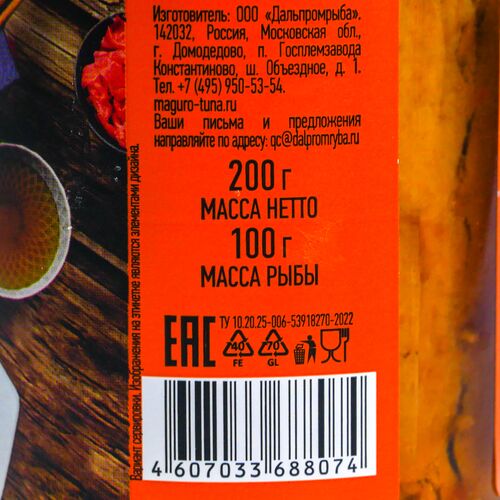 Изготовитель: ООО «Дальпромрыба».
142032, Россия, Московская обл.,
г. Домодедово, п. Госплемзавода
Константиново, ш. Объездное, д. 1.
Тел. +7 (495) 950-53-54.
maguro-tuna.ru
Ваши письма и предложения
направляйте по адресу: qc@dalpromryba.ru
200 г
МАССА НЕТТО
100 г
МАССА РЫБЫ
ТУ 10.20.25-006-53918270-2022
EAC
40
FE
70
GL
4 607033 688074
Вариант сервировки. Изображения на этикетке являются элементами дизайна.